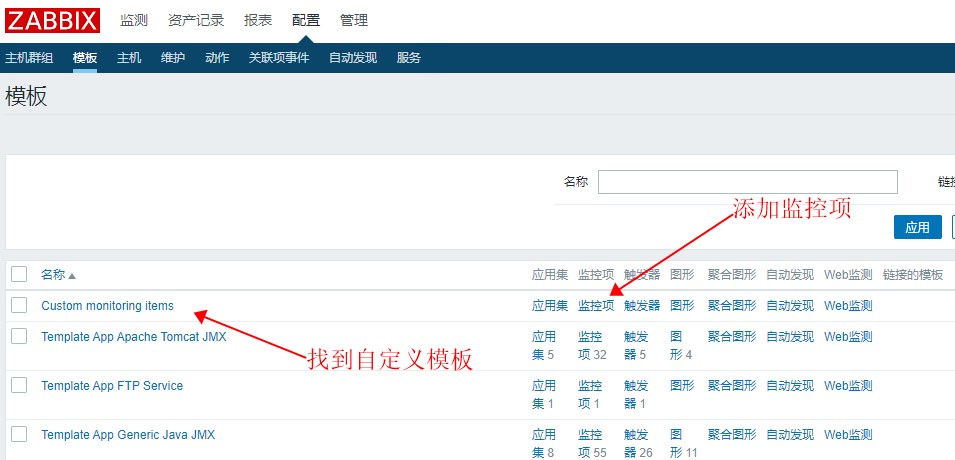 ZABBIX 监测 资产记录 报表 配置 管理
主机群组 模板 主机 维护 动作 关联项事件 自动发现 服务
模板
名称
添加监控项
应用
名称 应用集 监控项 触发器 图形 聚合图形 自动发现 Web监测 链接的模板
Custom monitoring items 应用集 监控项 触发器 图形 聚合图形 自动发现 Web监测
Template App Apache Tomcat JMX 应用 监控 触发 图 聚合图形 自动发现 Web监测
集 5 项 32 器 5 形 4
找到自定义模板
Template App FTP Service 应用 监控 触发 图形 聚合图形 自动发现 Web监测
集 1 项 1 器 1
Template App Generic Java JMX 应用 监控 触发 图 聚合图形 自动发现 Web监测
集 8 项 55 器 26 形 11